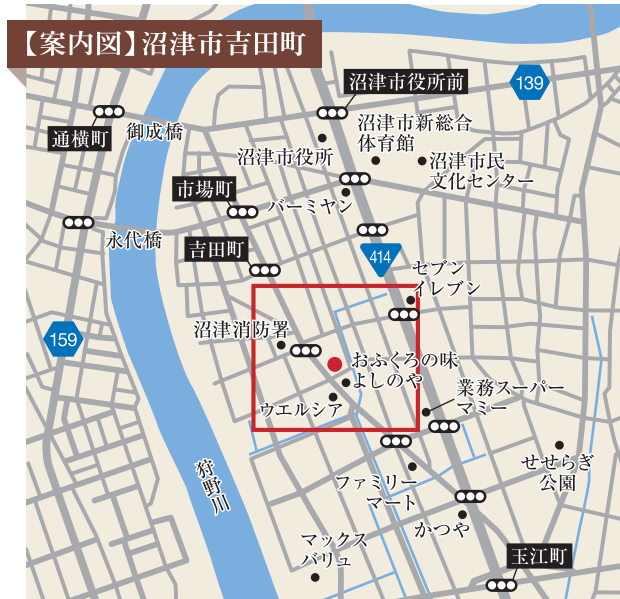 【案内図】沼津市吉田町
沼津市役所前
139
通横町
御成橋
沼津市新総合
体育館
沼津市役所
沼津市民
文化センター
市場町
バーミヤン
永代橋
吉田町
414
セブン
イレブン
159
沼津消防署
おふくろの味
よしのや
ウエルシア
業務スーパー
マミー
狩野川
ファミリー
マート
せせらぎ
公園
かつや
マックス
バリュ
玉江町